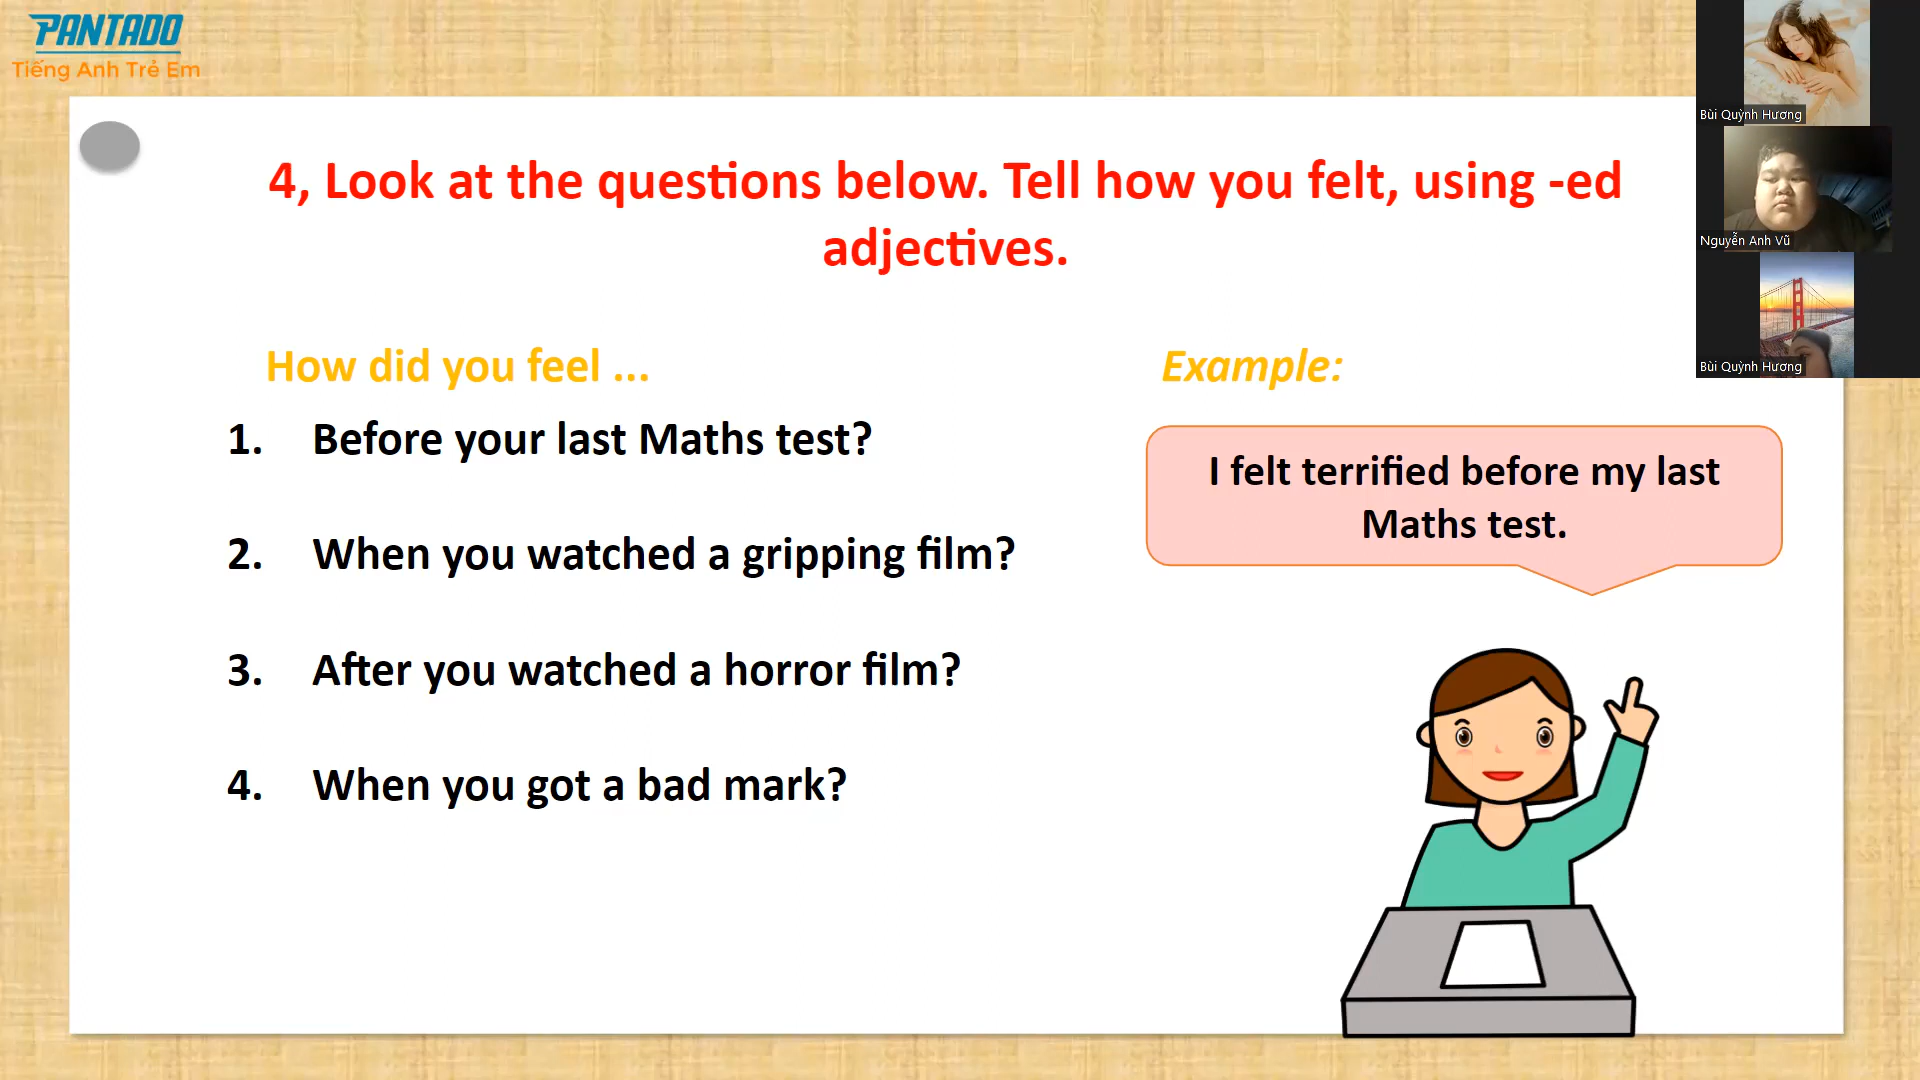 PANTADO
Tiếng Anh Trẻ Em
4, Look at the questions below. Tell how you felt, using -ed
adjectives.
How did you feel ...
1. Before your last Maths test?
2. When you watched a gripping film?
3. After you watched a horror film?
4. When you got a bad mark?
Example:
I felt terrified before my last
Maths test.
Bùi Quỳnh Hương
Nguyễn Anh Vũ
Bùi Quỳnh Hương